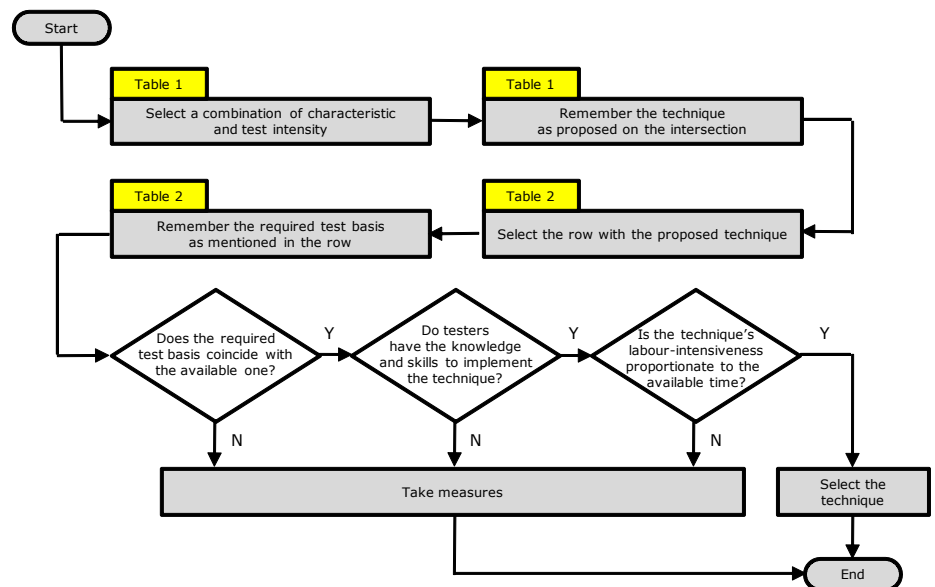 Start
Table 1
Select a combination of characteristic
and test intensity
Table 1
Remember the technique
as proposed on the intersection
Table 2
Remember the required test basis
as mentioned in the row
Table 2
Select the row with the proposed technique
Does the required
test basis coincide with
the available one?
Y
Do testers
have the knowledge
and skills to implement
the technique?
Y
Is the technique's
labour-intensiveness
proportionate to the
available time?
Y
N
N
N
Take measures
Select the
technique
End